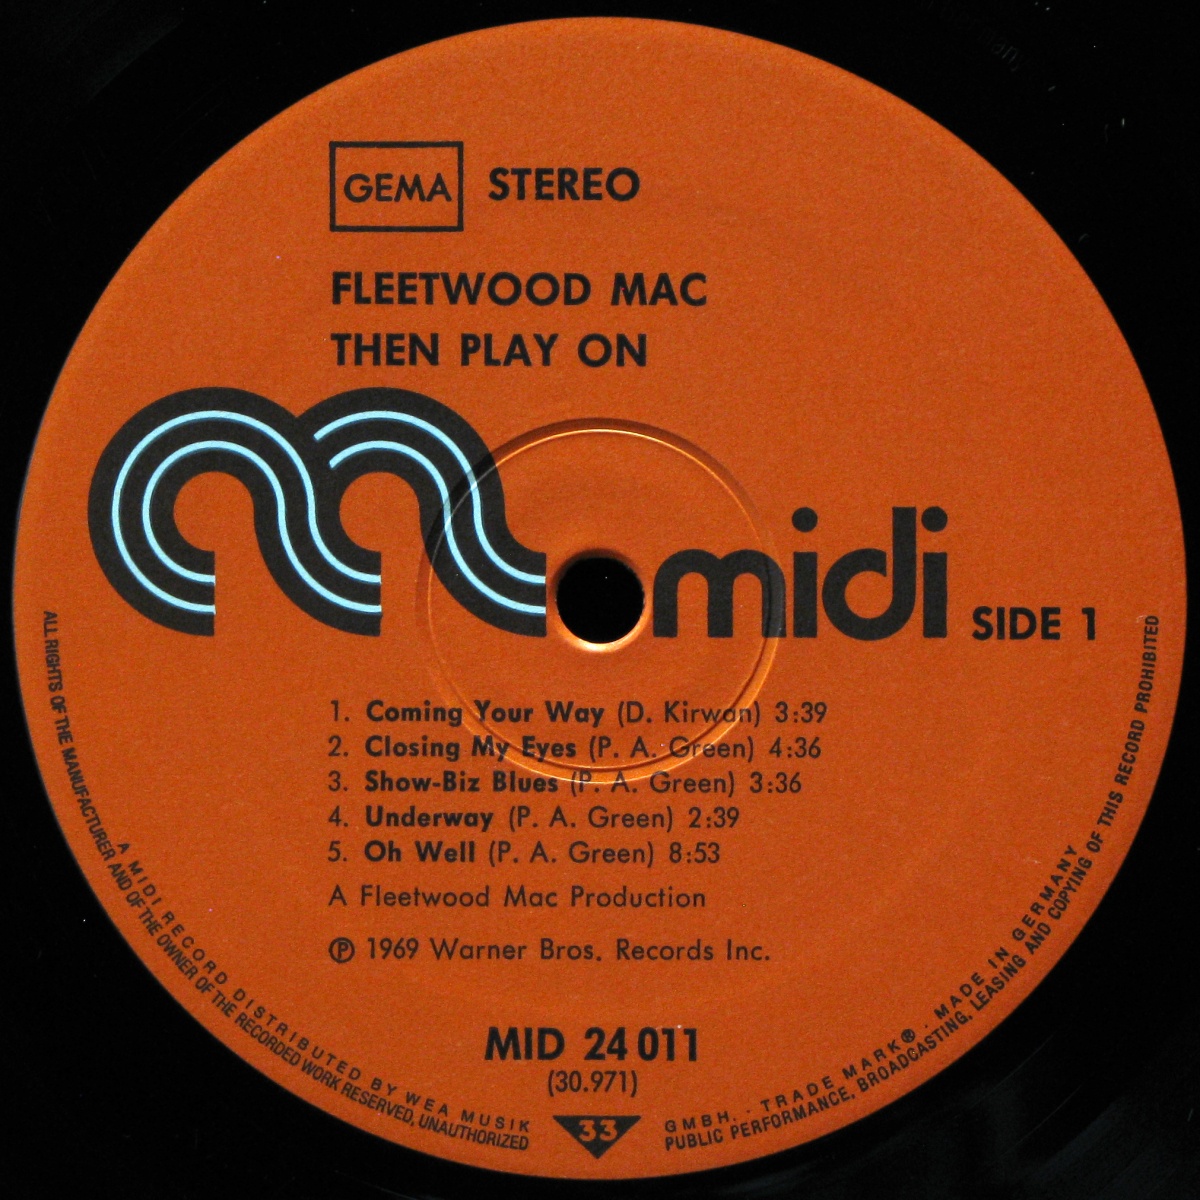 GEMA STEREO
FLEETWOOD MAC
THEN PLAY ON
midi SIDE 1
1. Coming Your Way (D. Kirwan) 3:39
2. Closing My Eyes (P. A. Green) 4:36
3. Show-Biz Blues (P. A. Green) 3:36
4. Underway (P. A. Green) 2:39
5. Oh Well (P. A. Green) 8:53
A Fleetwood Mac Production
℗ 1969 Warner Bros. Records Inc.
MID 24 011
(30.971)
33
A MIDI RECORD DISTRIBUTED BY WEA MUSIK GMBH. · TRADE MARK® · MADE IN GERMANY
ALL RIGHTS OF THE MANUFACTURER AND OF THE OWNER OF THE RECORDED WORK RESERVED, UNAUTHORIZED PUBLIC PERFORMANCE, BROADCASTING, LEASING AND COPYING OF THIS RECORD PROHIBITED